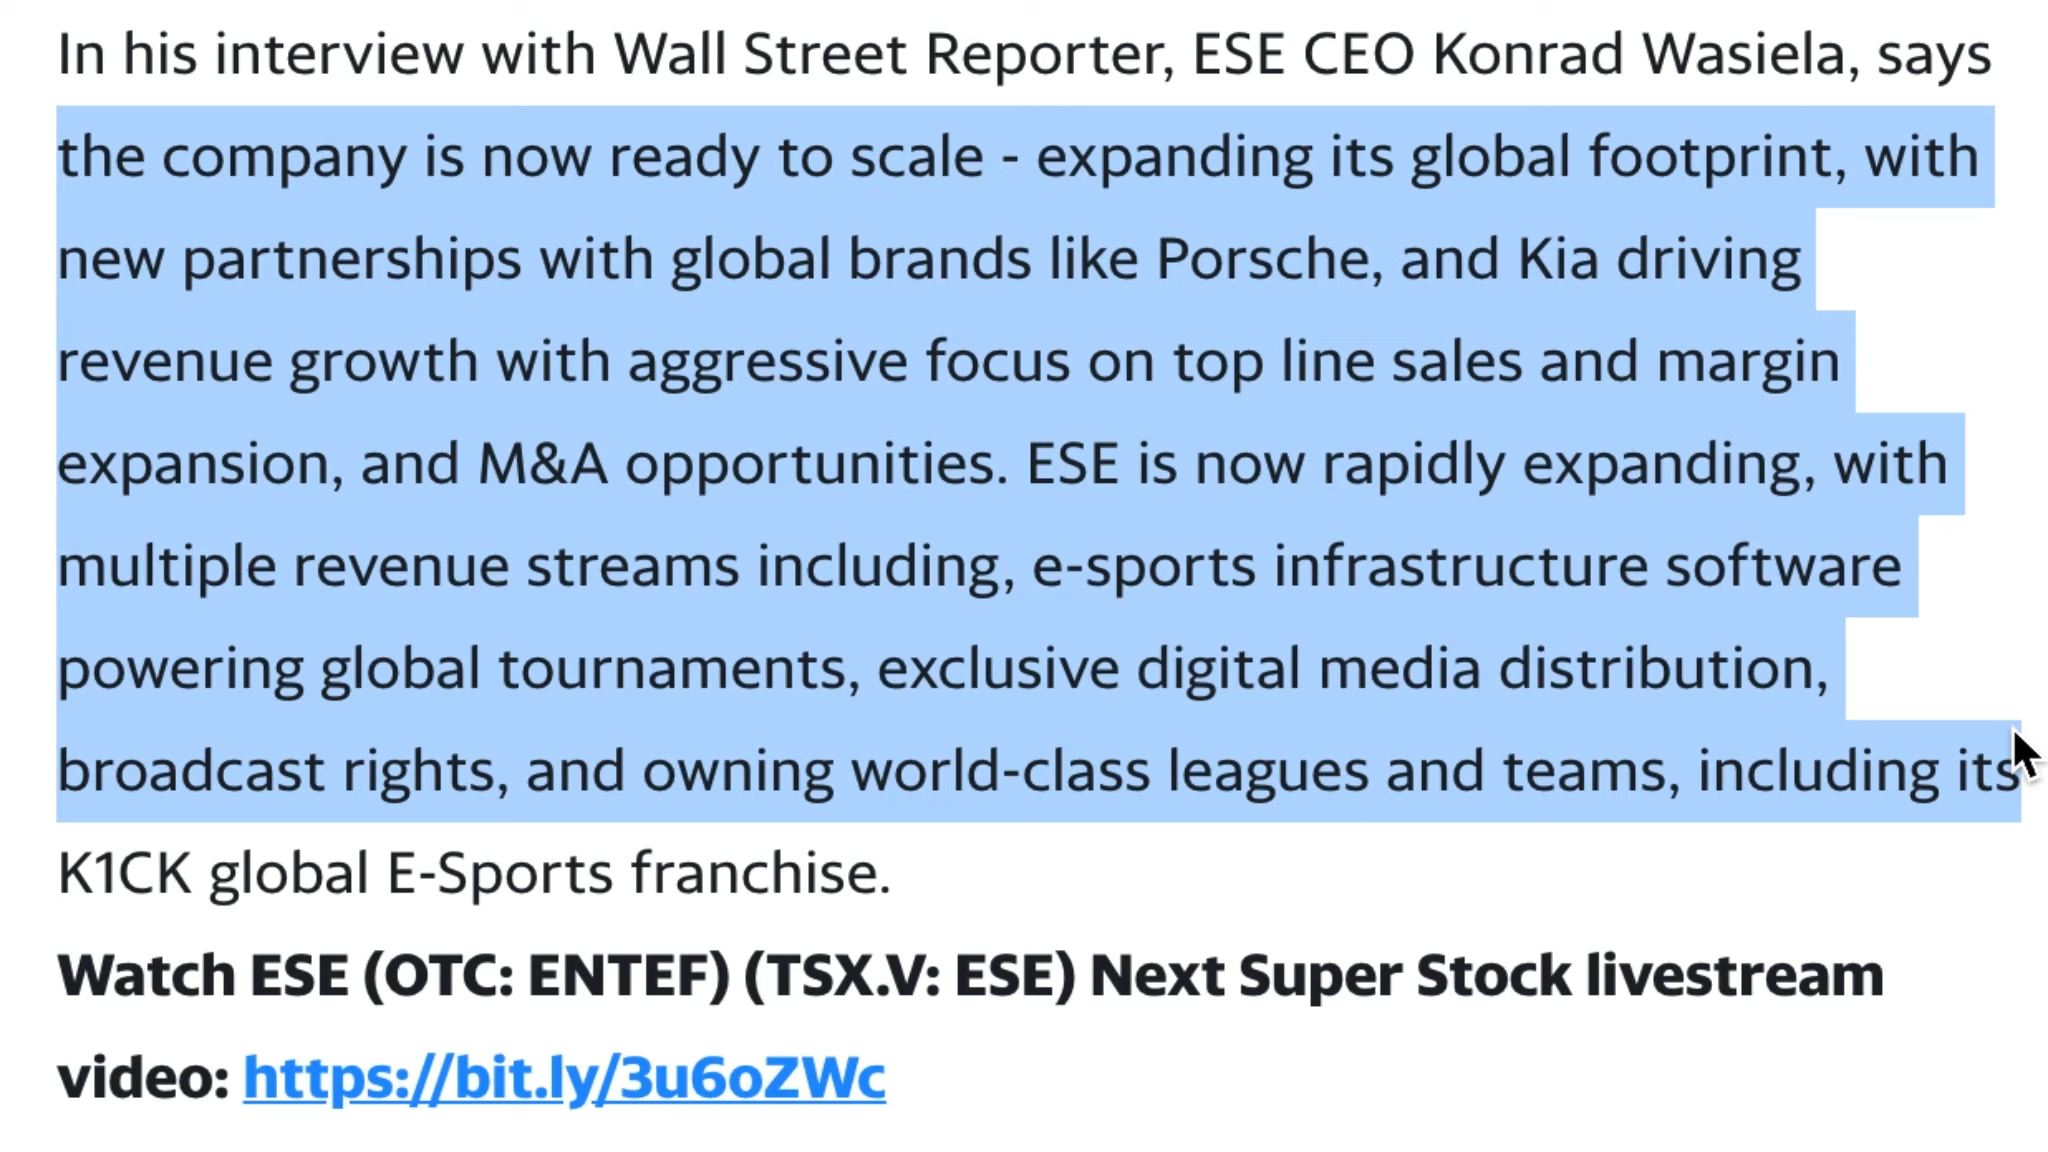 In his interview with Wall Street Reporter, ESE CEO Konrad Wasiela, says
the company is now ready to scale - expanding its global footprint, with
new partnerships with global brands like Porsche, and Kia driving
revenue growth with aggressive focus on top line sales and margin
expansion, and M&A opportunities. ESE is now rapidly expanding, with
multiple revenue streams including, e-sports infrastructure software
powering global tournaments, exclusive digital media distribution,
broadcast rights, and owning world-class leagues and teams, including its
K1CK global E-Sports franchise.
Watch ESE (OTC: ENTEF) (TSX.V: ESE) Next Super Stock livestream
video: https://bit.ly/3u6oZWc